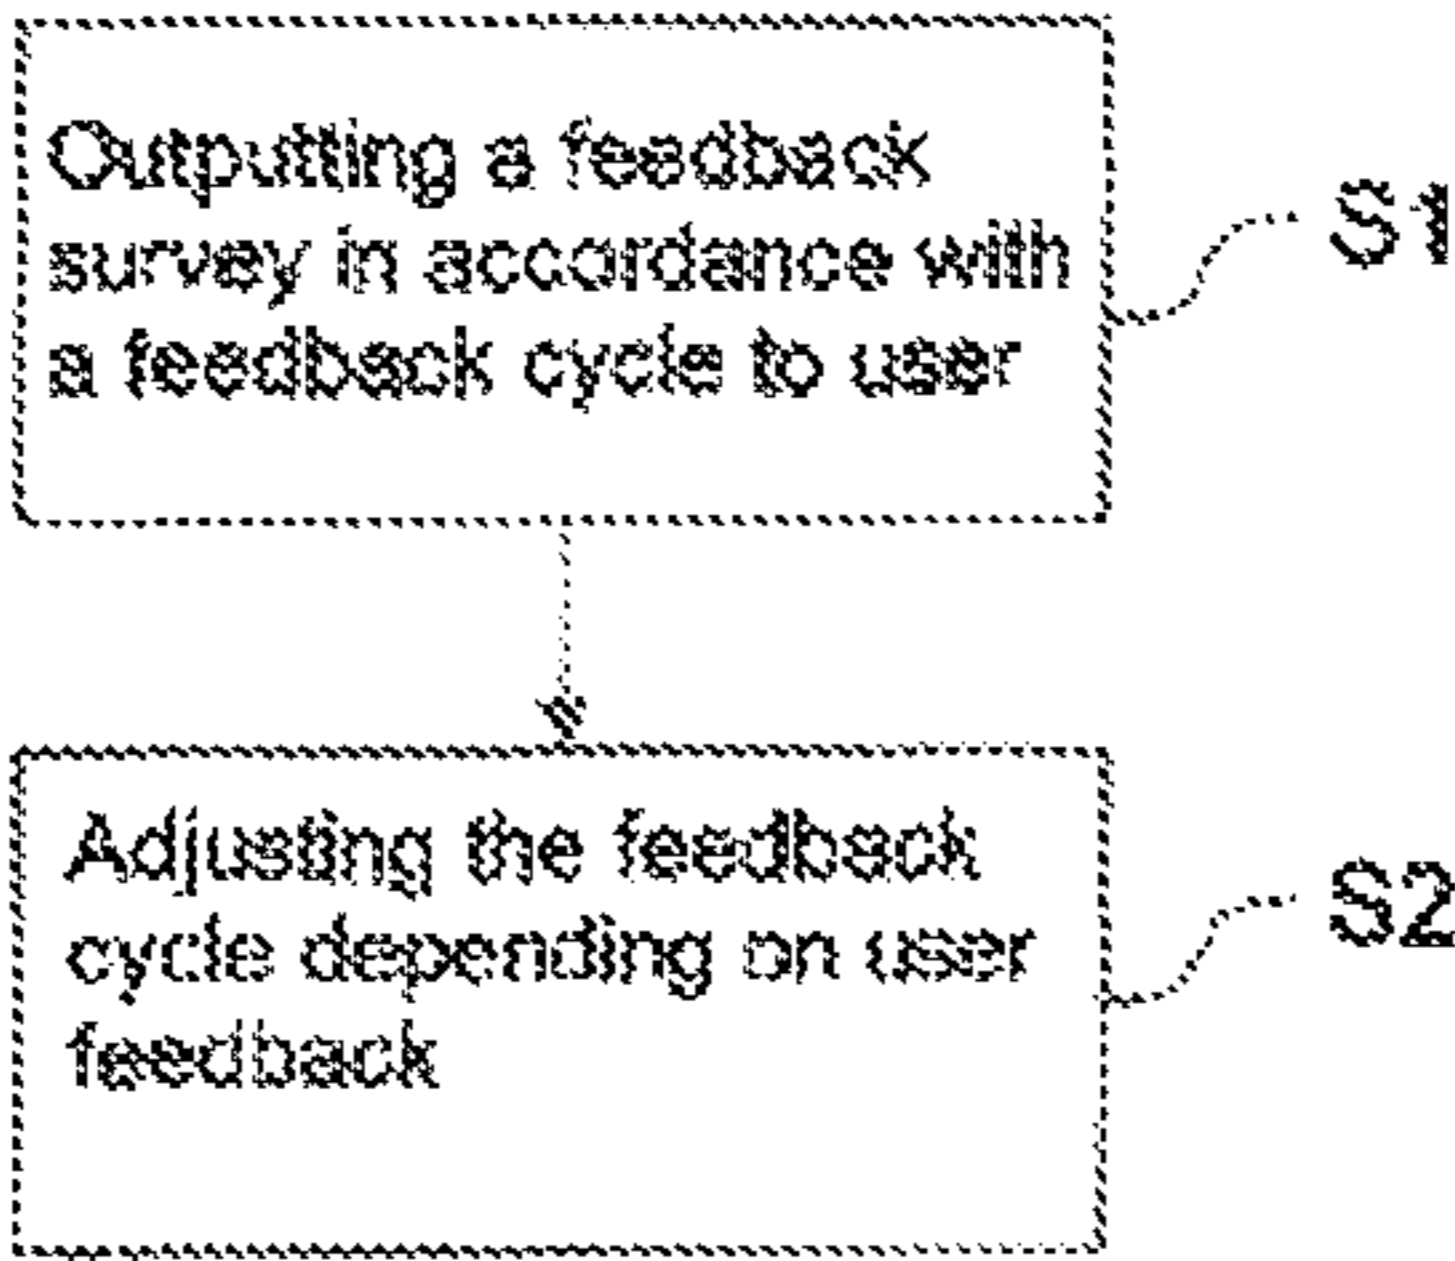 Outputting a feedback
survey in accordance with
a feedback cycle to user
S1
Adjusting the feedback
cycle depending on user
feedback
S2